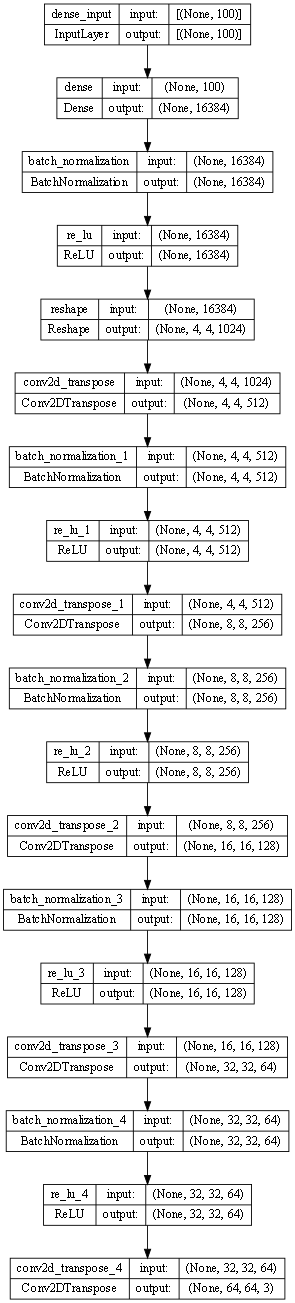 dense_input input: [(None, 100)]
InputLayer output: [(None, 100)]
dense input: (None, 100)
Dense output: (None, 16384)
batch_normalization input: (None, 16384)
BatchNormalization output: (None, 16384)
re_lu input: (None, 16384)
ReLU output: (None, 16384)
reshape input: (None, 16384)
Reshape output: (None, 4, 4, 1024)
conv2d_transpose input: (None, 4, 4, 1024)
Conv2DTranspose output: (None, 4, 4, 512)
batch_normalization_1 input: (None, 4, 4, 512)
BatchNormalization output: (None, 4, 4, 512)
re_lu_1 input: (None, 4, 4, 512)
ReLU output: (None, 4, 4, 512)
conv2d_transpose_1 input: (None, 4, 4, 512)
Conv2DTranspose output: (None, 8, 8, 256)
batch_normalization_2 input: (None, 8, 8, 256)
BatchNormalization output: (None, 8, 8, 256)
re_lu_2 input: (None, 8, 8, 256)
ReLU output: (None, 8, 8, 256)
conv2d_transpose_2 input: (None, 8, 8, 256)
Conv2DTranspose output: (None, 16, 16, 128)
batch_normalization_3 input: (None, 16, 16, 128)
BatchNormalization output: (None, 16, 16, 128)
re_lu_3 input: (None, 16, 16, 128)
ReLU output: (None, 16, 16, 128)
conv2d_transpose_3 input: (None, 16, 16, 128)
Conv2DTranspose output: (None, 32, 32, 64)
batch_normalization_4 input: (None, 32, 32, 64)
BatchNormalization output: (None, 32, 32, 64)
re_lu_4 input: (None, 32, 32, 64)
ReLU output: (None, 32, 32, 64)
conv2d_transpose_4 input: (None, 32, 32, 64)
Conv2DTranspose output: (None, 64, 64, 3)